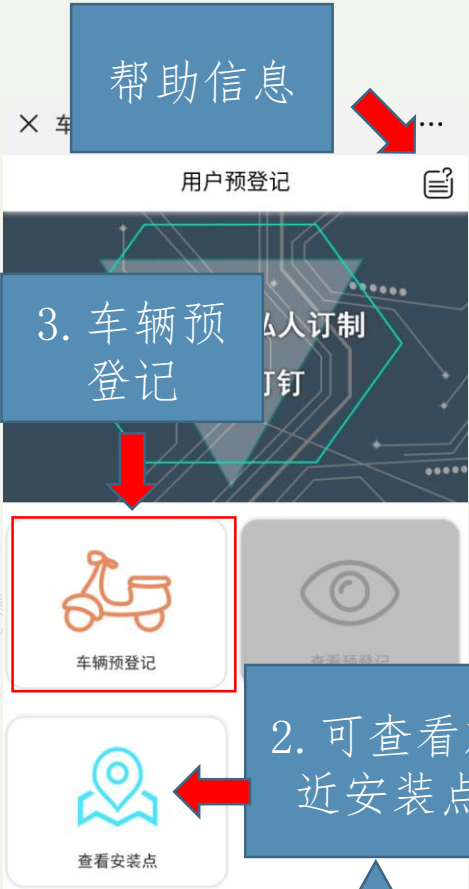 帮助信息
车
用户预登记
人订制
3. 车辆预
登记
钉
车辆预登记
查看预登记
2. 可查看
近安装点
查看安装点